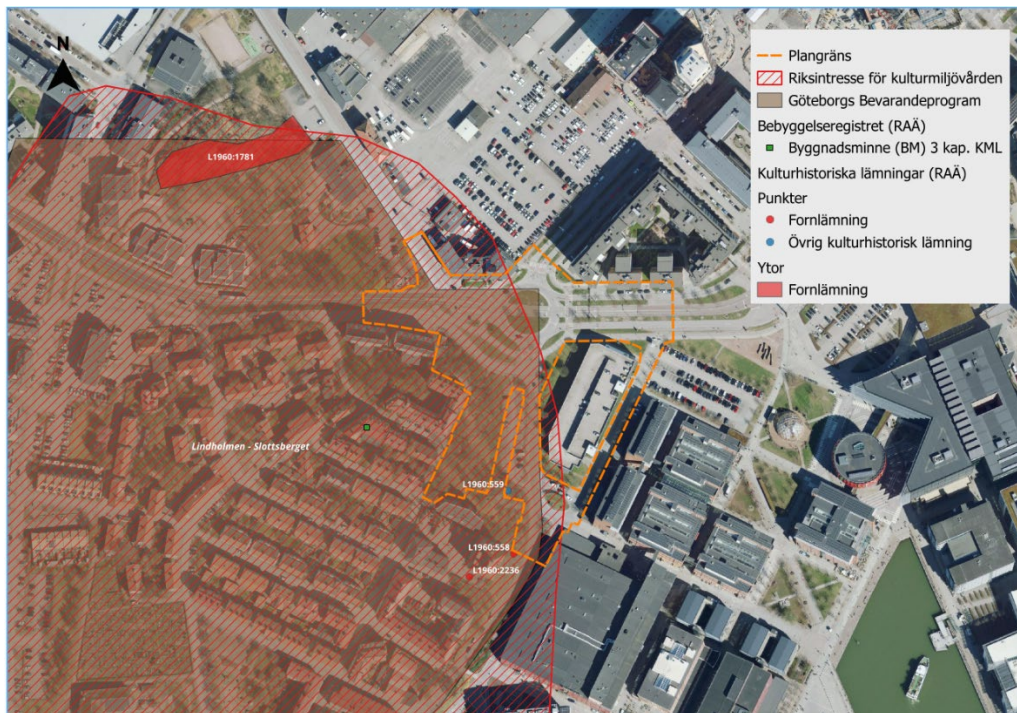 N
Plangräns
Riksintresse för kulturmiljövården
Göteborgs Bevarandeprogram
Bebyggelseregistret (RAÄ)
Byggnadsminne (BM) 3 kap. KML
Kulturhistoriska lämningar (RAÄ)
Punkter
Fornlämning
Övrig kulturhistorisk lämning
Ytor
Fornlämning
L1960:1781
Lindholmen - Slottsberget
L1960:559
L1960:558
L1960:2236